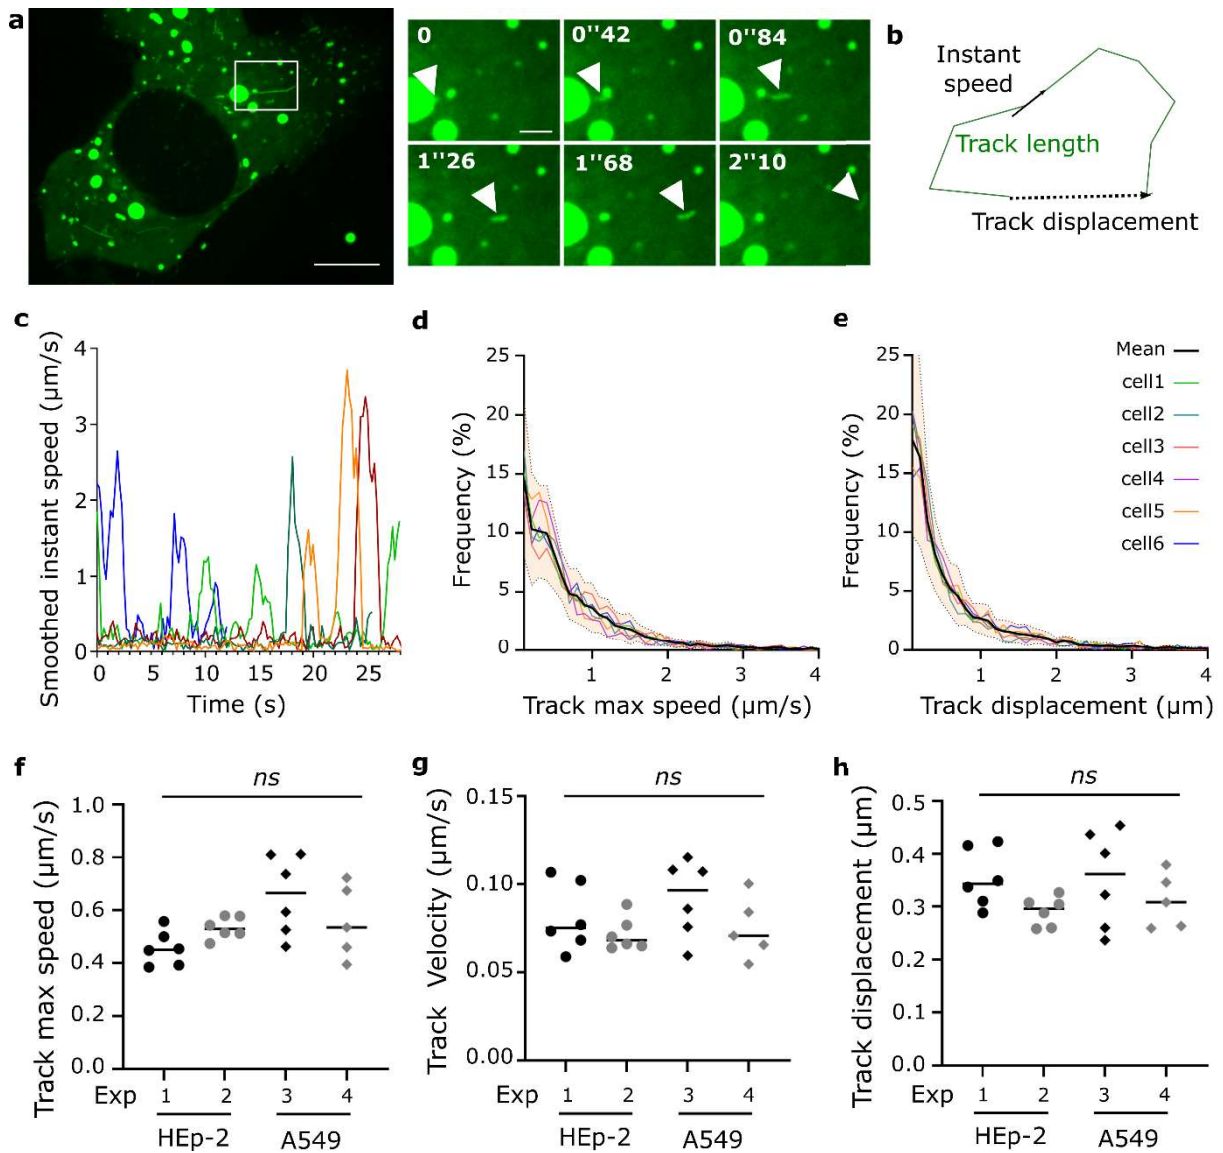 a
0
0"42
0"84
1"26
1"68
2"10
b
Instant
speed
Track length
Track displacement
c
Smoothed instant speed (μm/s)
4
3
2
1
0
0
5
10
15
20
25
Time (s)
d
Frequency (%)
25
20
15
10
5
0
1
2
3
4
Track max speed (μm/s)
e
Frequency (%)
25
20
15
10
5
0
1
2
3
4
Track displacement (μm)
Mean
cell1
cell2
cell3
cell4
cell5
cell6
f
ns
Track max speed (μm/s)
1.0
0.8
0.6
0.4
0.2
0.0
Exp
1
2
3
4
HEp-2
A549
g
ns
Track Velocity (μm/s)
0.15
0.10
0.05
0.00
Exp
1
2
3
4
HEp-2
A549
h
ns
Track displacement (μm)
0.5
0.4
0.3
0.2
0.1
0.0
Exp
1
2
3
4
HEp-2
A549